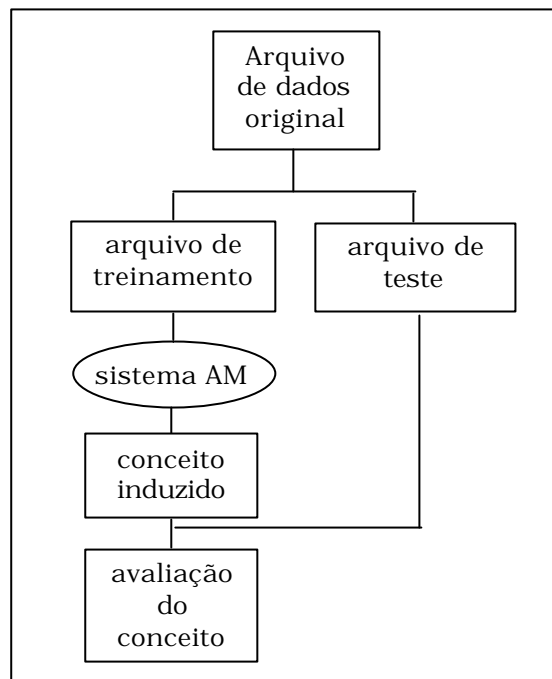 Arquivo
de dados
original
arquivo de
treinamento
arquivo de
teste
sistema AM
conceito
induzido
avaliação
do
conceito